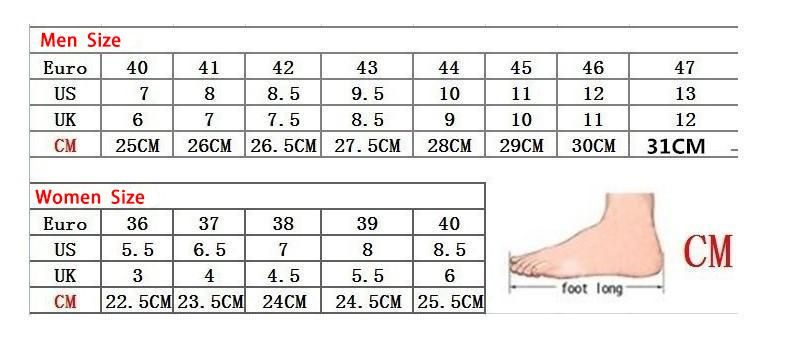 Men Size
Euro 40 41 42 43 44 45 46 47
US 7 8 8.5 9.5 10 11 12 13
UK 6 7 7.5 8.5 9 10 11 12
CM 25CM 26CM 26.5CM 27.5CM 28CM 29CM 30CM 31CM
Women Size
Euro 36 37 38 39 40
US 5.5 6.5 7 8 8.5
UK 3 4 4.5 5.5 6
CM 22.5CM 23.5CM 24CM 24.5CM 25.5CM
CM
foot long